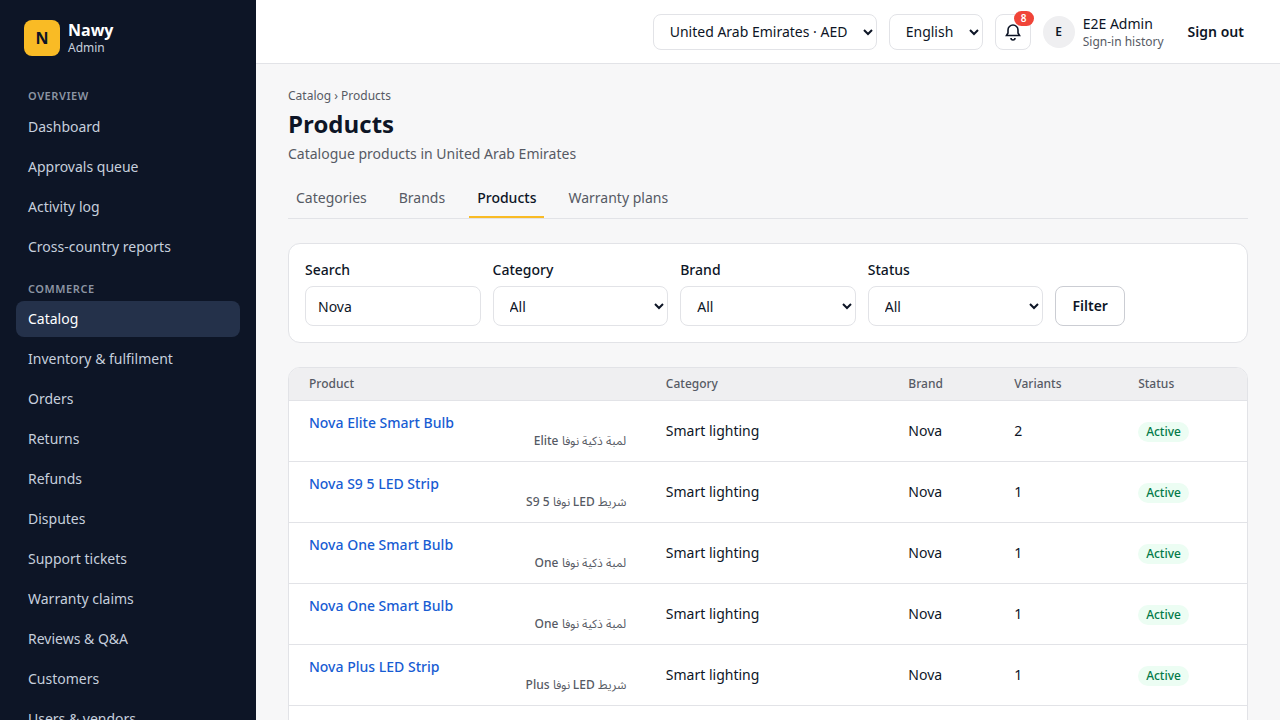 N
Nawy
Admin
OVERVIEW
Dashboard
Approvals queue
Activity log
Cross-country reports
COMMERCE
Catalog
Inventory & fulfilment
Orders
Returns
Refunds
Disputes
Support tickets
Warranty claims
Reviews & Q&A
Customers
Users & vendors
United Arab Emirates · AED
English
8
E
E2E Admin
Sign-in history
Sign out
Catalog › Products
Products
Catalogue products in United Arab Emirates
Categories Brands Products Warranty plans
Search Category Brand Status
Nova All All All Filter
Product Category Brand Variants Status
Nova Elite Smart Bulb
لمبة ذكية نوفا Elite
Smart lighting Nova 2 Active
Nova S9 5 LED Strip
شريط LED نوفا S9 5
Smart lighting Nova 1 Active
Nova One Smart Bulb
لمبة ذكية نوفا One
Smart lighting Nova 1 Active
Nova One Smart Bulb
لمبة ذكية نوفا One
Smart lighting Nova 1 Active
Nova Plus LED Strip
شريط LED نوفا Plus
Smart lighting Nova 1 Active